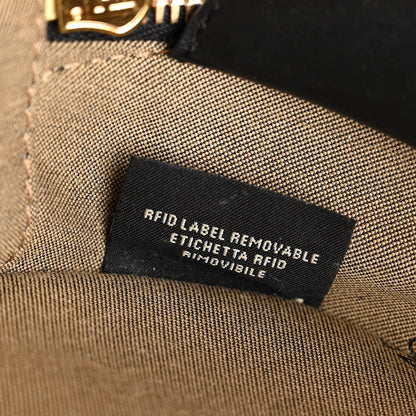 RFID LABEL REMOVABLE
ETICHETTA RFID
RIMOVIBILE